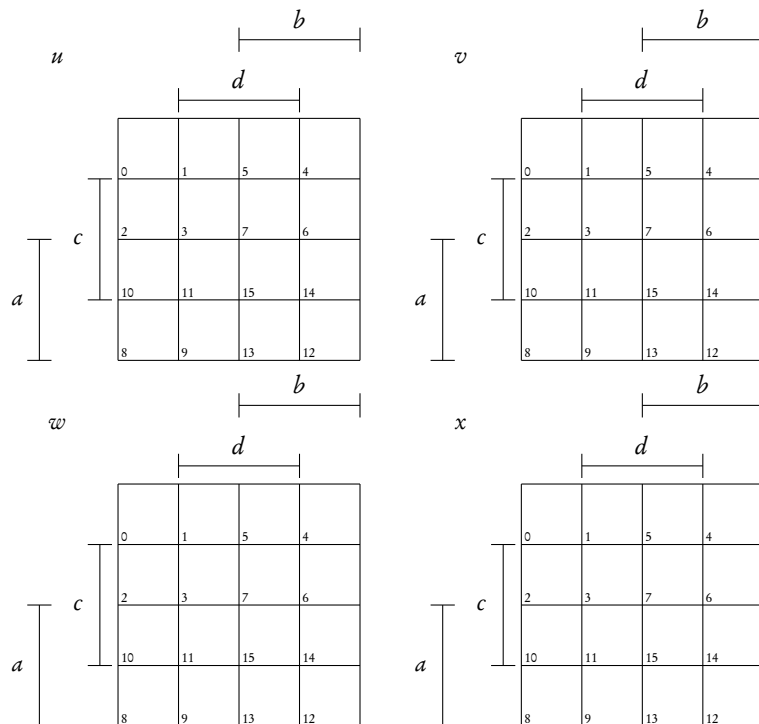 b b
u v
d d
0 1 5 4 0 1 5 4
c 2 3 7 6 c 2 3 7 6
a 10 11 15 14 a 10 11 15 14
8 9 13 12 8 9 13 12
b b
w x
d d
0 1 5 4 0 1 5 4
c 2 3 7 6 c 2 3 7 6
a 10 11 15 14 a 10 11 15 14
8 9 13 12 8 9 13 12